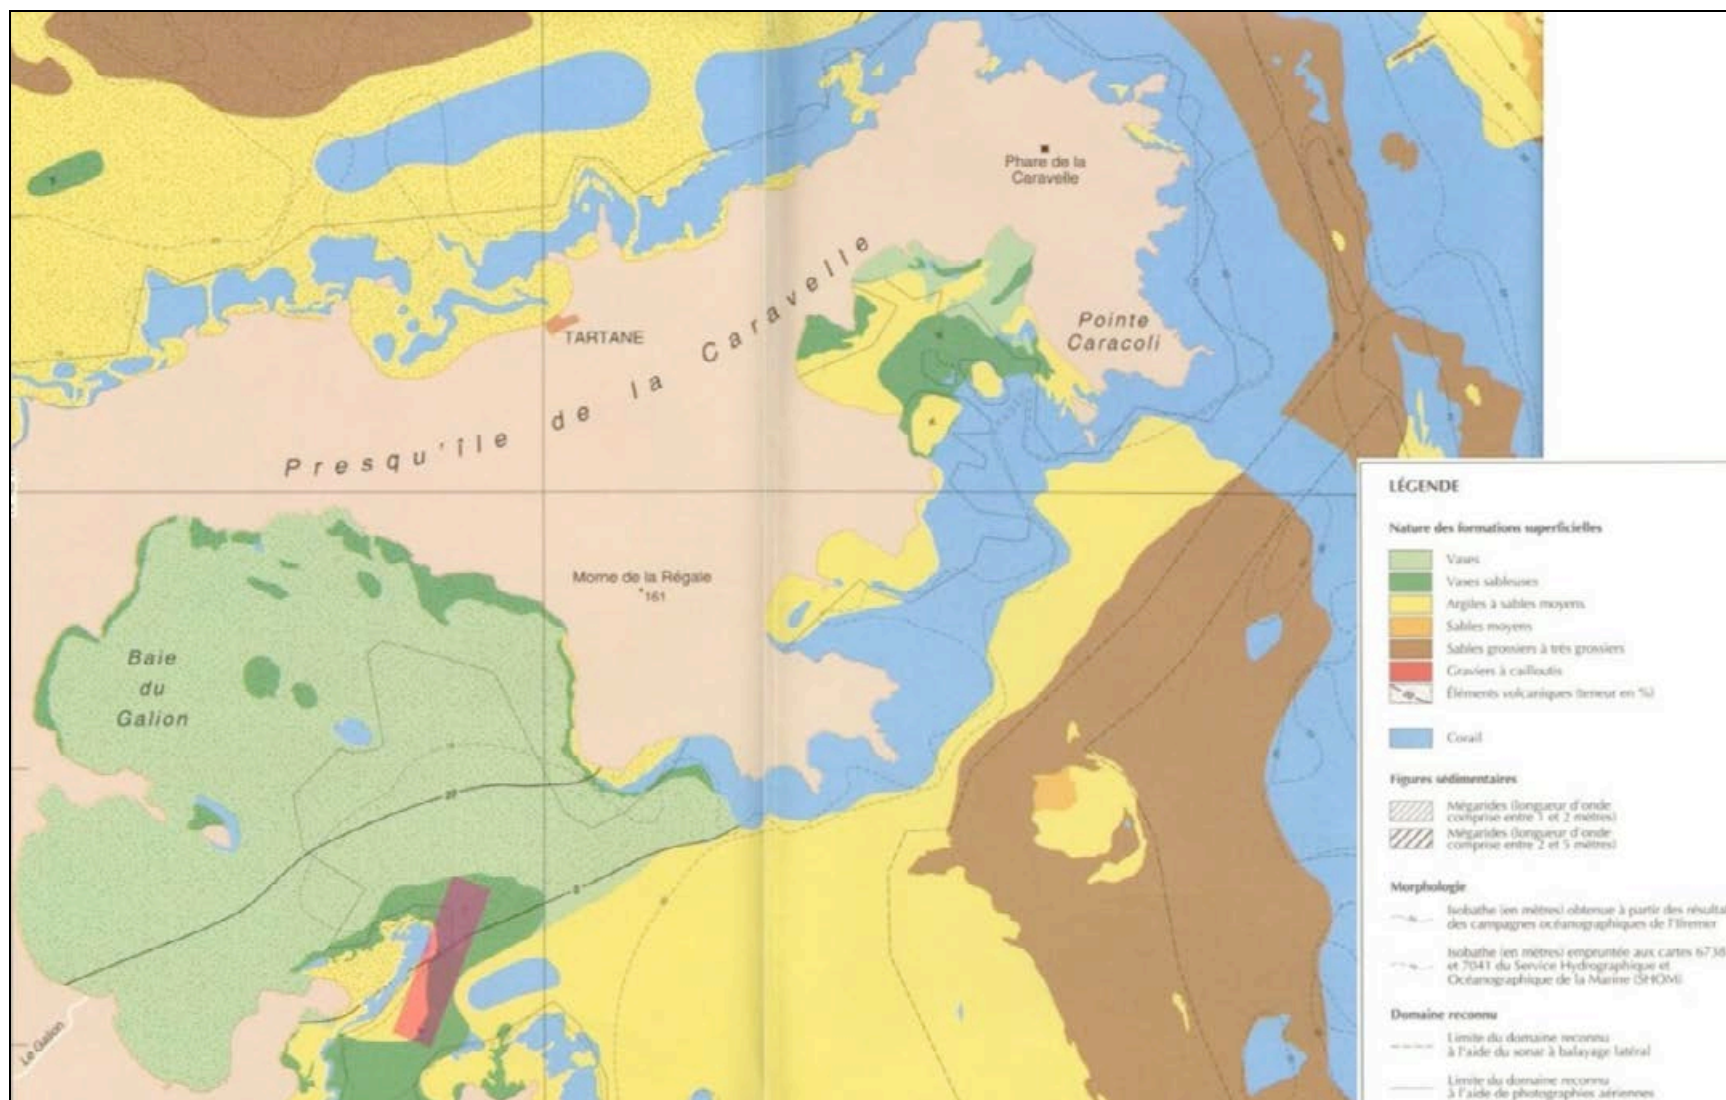 Phare de la
Caravelle
TARTANE
Presqu'île de la Caravelle
Pointe
Caracoli
Morne de la Régale
161
Baie
du
Galion
Le Galion
LÉGENDE
Nature des formations superficielles
Vases
Vases sableuses
Argiles à sables moyens
Sables moyens
Sables grossiers à très grossiers
Graviers à cailloutis
Éléments volcaniques (teneur en %)
Corail
Figures sédimentaires
Mégarides (longueur d'onde
comprise entre 1 et 2 mètres)
Mégarides (longueur d'onde
comprise entre 2 et 5 mètres)
Morphologie
Isobathe (en mètres) obtenue à partir des résulta
des campagnes océanographiques de l'Ifremer
Isobathe (en mètres) empruntée aux cartes 6738
et 7041 du Service Hydrographique et
Océanographique de la Marine (SHOM)
Domaine reconnu
Limite du domaine reconnu
à l'aide du sonar à balayage latéral
Limite du domaine reconnu
à l'aide de photographies aériennes